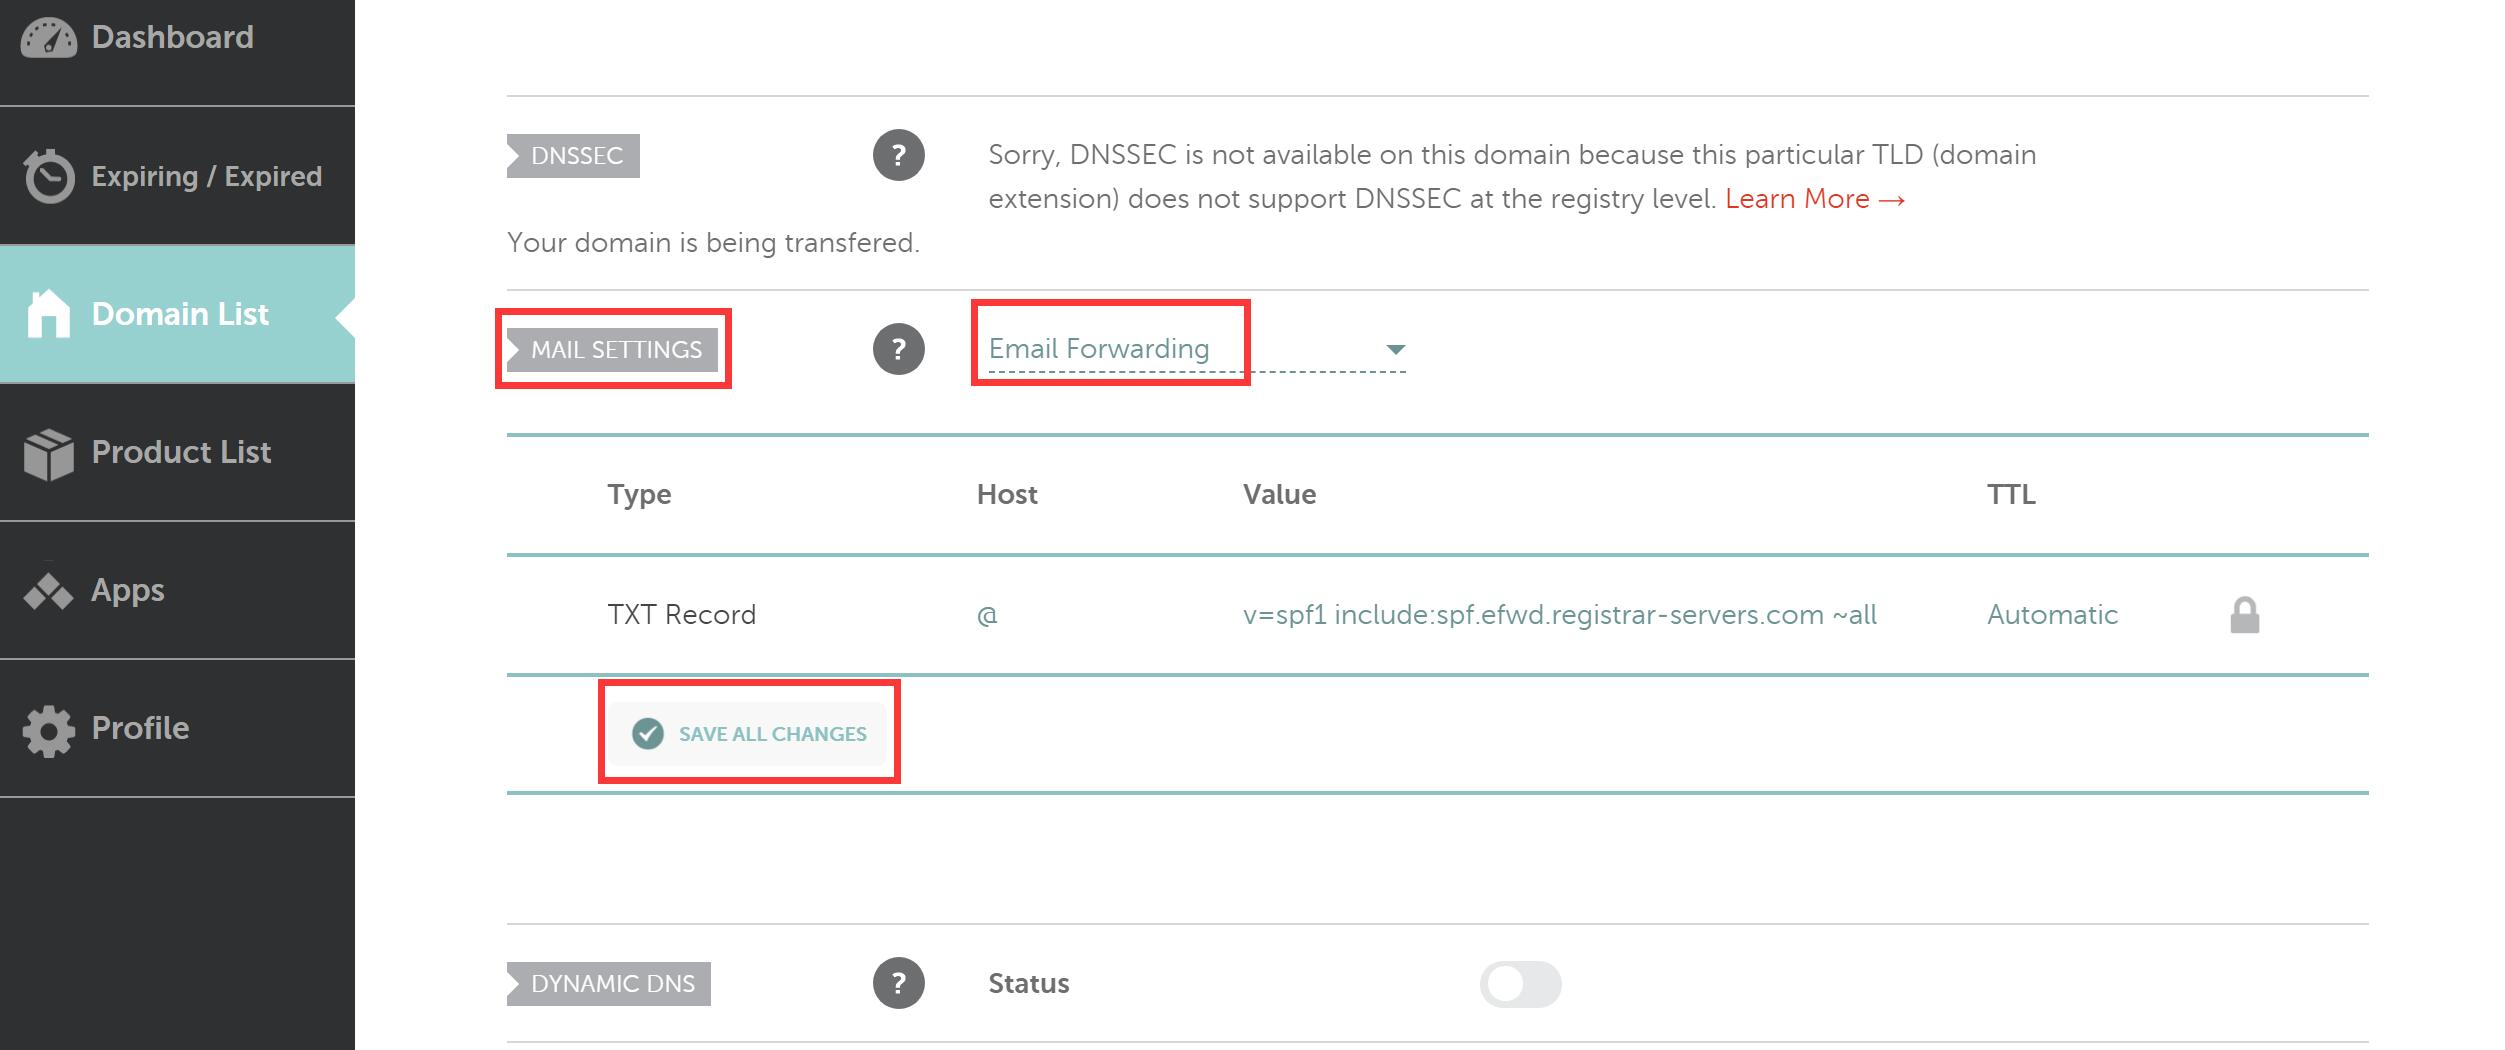 Dashboard
Expiring / Expired
Domain List
Product List
Apps
Profile
DNSSEC
?
Sorry, DNSSEC is not available on this domain because this particular TLD (domain
extension) does not support DNSSEC at the registry level. Learn More →
Your domain is being transfered.
MAIL SETTINGS
?
Email Forwarding
Type Host Value TTL
TXT Record @ v=spf1 include:spf.efwd.registrar-servers.com ~all Automatic
SAVE ALL CHANGES
DYNAMIC DNS
?
Status